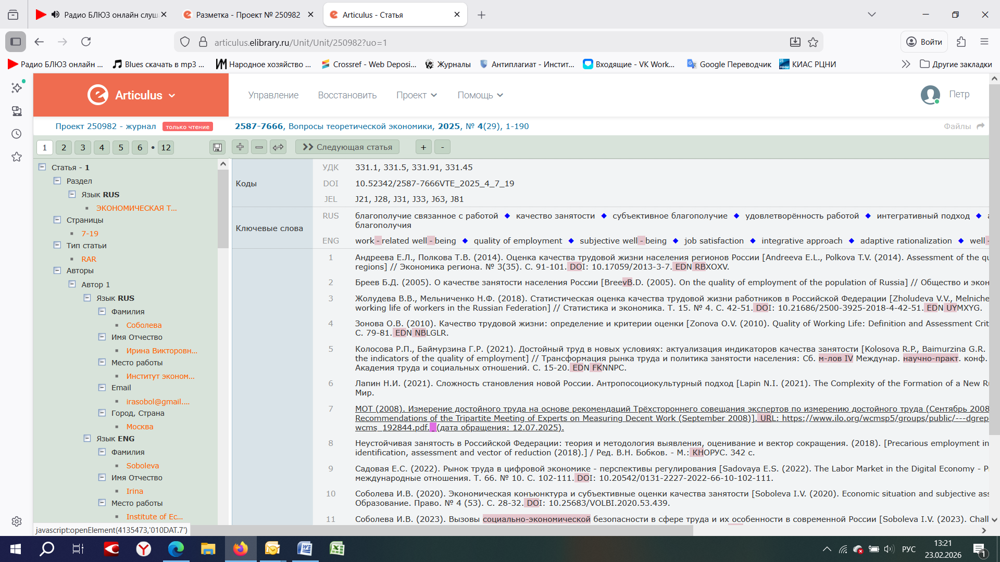 Радио БЛЮЗ онлайн слуш
Разметка - Проект № 250982
Articulus - Статья
articulus.elibrary.ru/Unit/Unit/250982?uo=1
Войти
Радио БЛЮЗ онлайн ...
Blues скачать в mp3 ...
Народное хозяйство ...
Crossref - Web Deposi...
Журналы
Антиплагиат - Инстит...
Входящие - VK Work...
Google Переводчик
КИАС РЦНИ
Другие закладки
Articulus
Управление
Восстановить
Проект
Помощь
Петр
Проект 250982 - журнал только чтение
2587-7666, Вопросы теоретической экономики, 2025, № 4(29), 1-190
Файлы
1 2 3 4 5 6 • 12
>> Следующая статья
+ -
Статья - 1
Раздел
Язык RUS
ЭКОНОМИЧЕСКАЯ Т...
Страницы
7-19
Тип статьи
RAR
Авторы
Автор 1
Язык RUS
Фамилия
Соболева
Имя Отчество
Ирина Викторовн...
Место работы
Институт эконом...
Email
irasobol@gmail....
Город, Страна
Москва
Язык ENG
Фамилия
Soboleva
Имя Отчество
Irina
Место работы
Institute of Ec...
Коды
УДК 331.1, 331.5, 331.91, 331.45
DOI 10.52342/2587-7666VTE_2025_4_7_19
JEL J21, J28, J31, J33, J63, J81
Ключевые слова
RUS благополучие связанное с работой ◆ качество занятости ◆ субъективное благополучие ◆ удовлетворённость работой ◆ интегративный подход ◆
благополучия
ENG work-related well-being ◆ quality of employment ◆ subjective well-being ◆ job satisfaction ◆ integrative approach ◆ adaptive rationalization ◆ well-
1 Андреева Е.Л., Полкова Т.В. (2014). Оценка качества трудовой жизни населения регионов России [Andreeva E.L., Polkova T.V. (2014). Assessment of the qu
regions] // Экономика региона. № 3(35). С. 91-101. DOI: 10.17059/2013-3-7. EDN RBXOXV.
2 Бреев Б.Д. (2005). О качестве занятости населения России [BreevB.D. (2005). On the quality of employment of the population of Russia] // Общество и экон
3 Жолудева В.В., Мельниченко Н.Ф. (2018). Статистическая оценка качества трудовой жизни работников в Российской Федерации [Zholudeva V.V., Melniche
working life of workers in the Russian Federation] // Статистика и экономика. Т. 15. № 4. С. 42-51. DOI: 10.21686/2500-3925-2018-4-42-51. EDN UYMXYG.
4 Зонова О.В. (2010). Качество трудовой жизни: определение и критерии оценки [Zonova O.V. (2010). Quality of Working Life: Definition and Assessment Crit
С. 79-81. EDN NBLGLR.
5 Колосова Р.П., Баймурзина Г.Р. (2021). Достойный труд в новых условиях: актуализация индикаторов качества занятости [Kolosova R.P., Baimurzina G.R.
the indicators of the quality of employment] // Трансформация рынка труда и политика занятости населения: Сб. м-лов IV Междунар. научно-практ. конф.
Академия труда и социальных отношений. С. 15-20. EDN FKNNPC.
6 Лапин Н.И. (2021). Сложность становления новой России. Антропосоциокультурный подход [Lapin N.I. (2021). The Complexity of the Formation of a New Ru
Мир.
7 МОТ (2008). Измерение достойного труда на основе рекомендаций Трёхстороннего совещания экспертов по измерению достойного труда (Сентябрь 2008
Recommendations of the Tripartite Meeting of Experts on Measuring Decent Work (September 2008)]. URL: https://www.ilo.org/wcmsp5/groups/public/---dgrep
wcms_192844.pdf. (дата обращения: 12.07.2025).
8 Неустойчивая занятость в Российской Федерации: теория и методология выявления, оценивание и вектор сокращения. (2018). [Precarious employment in
identification, assessment and vector of reduction (2018).] / Ред. В.Н. Бобков. - М.: КНОРУС. 342 с.
9 Садовая Е.С. (2022). Рынок труда в цифровой экономике - перспективы регулирования [Sadovaya E.S. (2022). The Labor Market in the Digital Economy - P
международные отношения. Т. 66. № 10. С. 102-111. DOI: 10.20542/0131-2227-2022-66-10-102-111.
10 Соболева И.В. (2020). Экономическая конъюнктура и субъективные оценки качества занятости [Soboleva I.V. (2020). Economic situation and subjective ass
Образование. Право. № 4 (53). С. 28-32. DOI: 10.25683/VOLBI.2020.53.439.
11 Соболева И.В. (2023). Вызовы социально-экономической безопасности в сфере труда и их особенности в современной России [Soboleva I.V. (2023). Chall
javascript:openElement(4135473,'010DAT.7')
РУС
13:21
23.02.2026
1